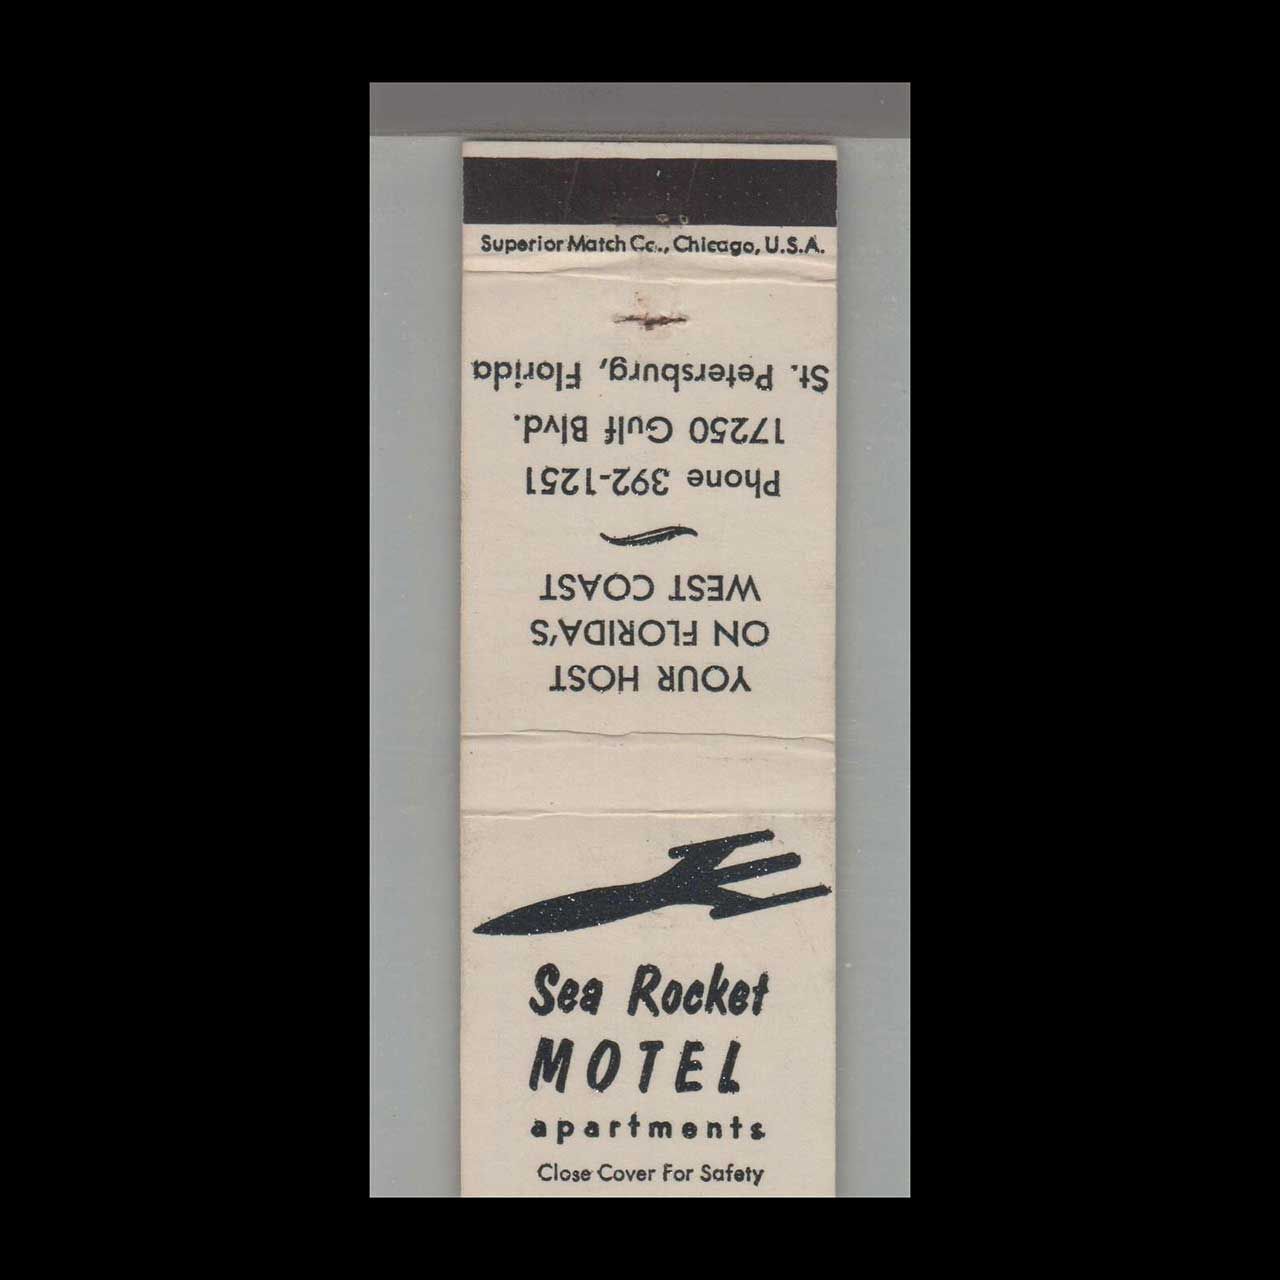 Superior Match Co., Chicago, U.S.A.
YOUR HOST
ON FLORIDA'S
WEST COAST
Phone 392-1251
17250 Gulf Blvd.
St. Petersburg, Florida
Sea Rocket
MOTEL
apartments
Close Cover For Safety